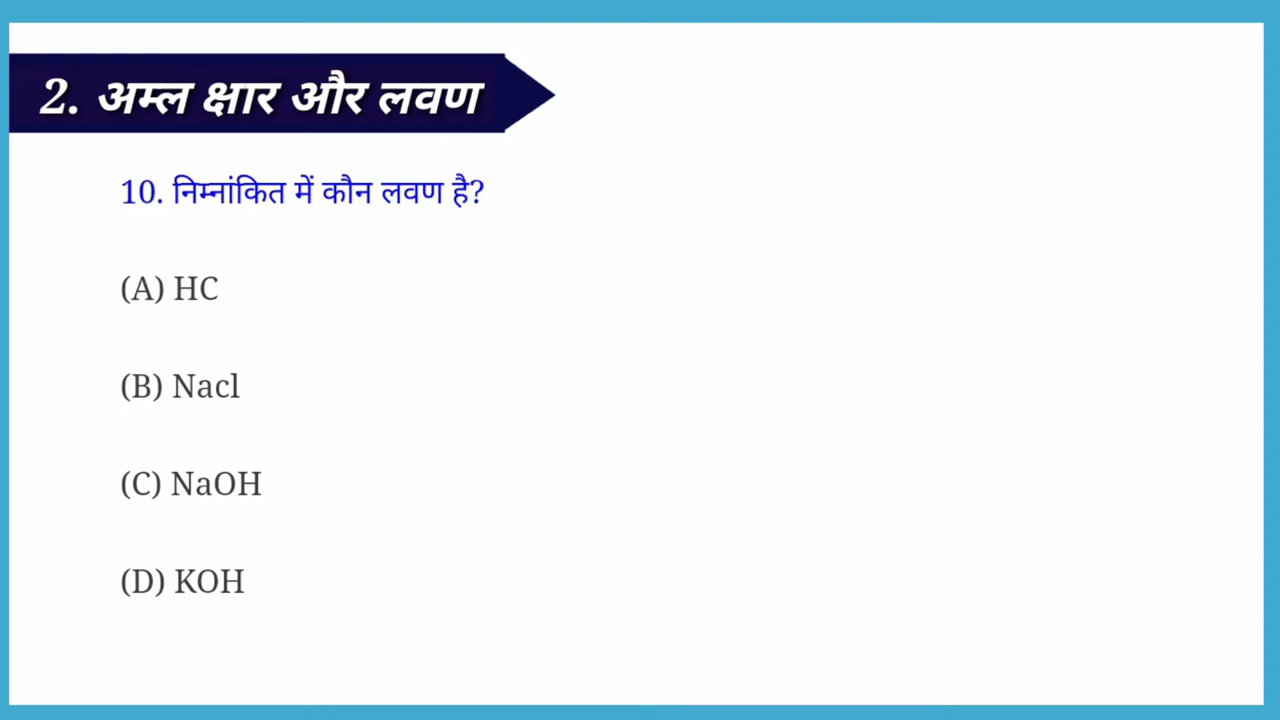 2. अम्ल क्षार और लवण
10. निम्नांकित में कौन लवण है?
(A) HC
(B) Nacl
(C) NaOH
(D) KOH